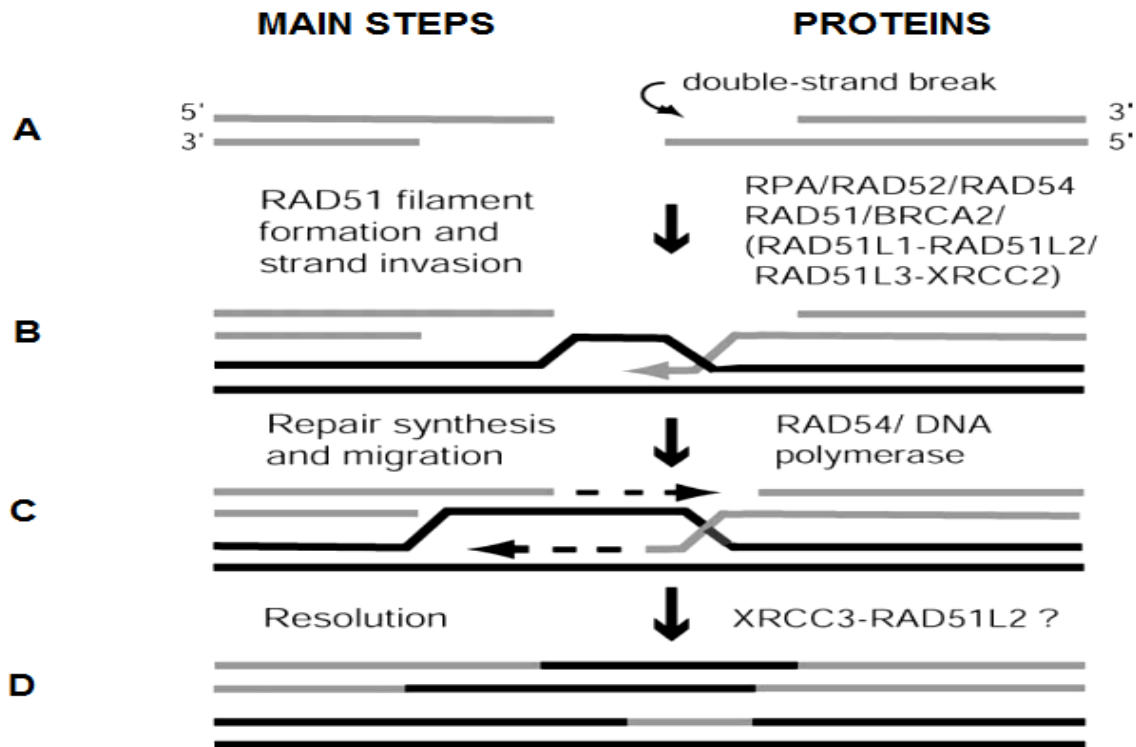 MAIN STEPS PROTEINS
double-strand break
5' 3'
A
3' 5'
RAD51 filament
formation and
strand invasion
RPA/RAD52/RAD54
RAD51/BRCA2/
(RAD51L1-RAD51L2/
RAD51L3-XRCC2)
B
Repair synthesis
and migration
RAD54/ DNA
polymerase
C
Resolution XRCC3-RAD51L2 ?
D